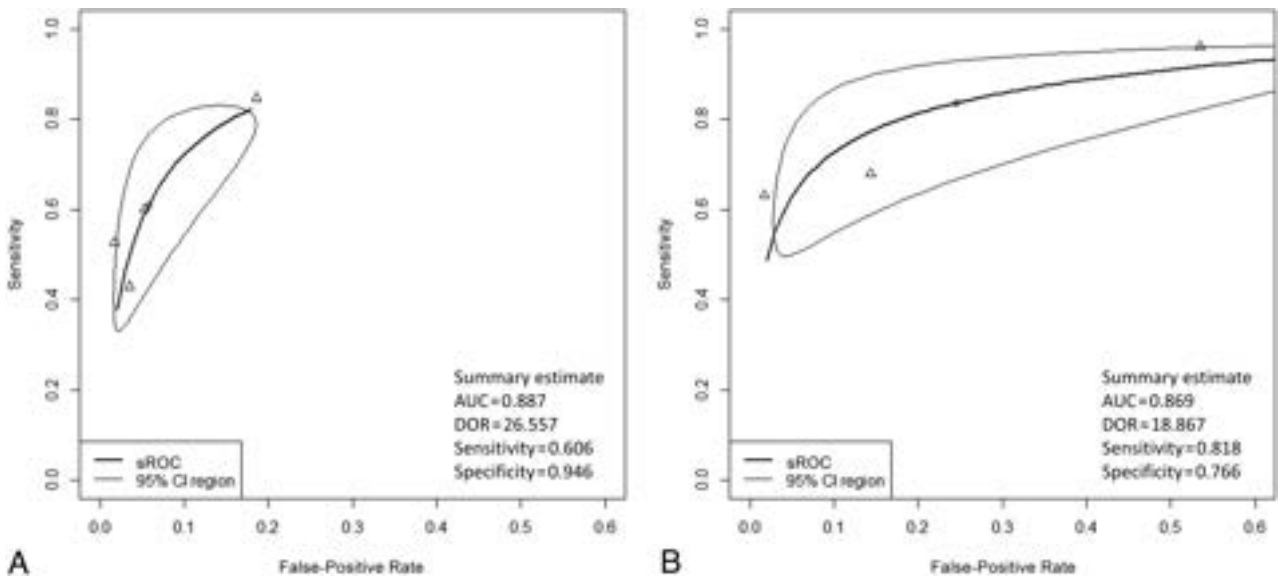 1.0
0.8
0.6
0.4
0.2
0.0
Sensitivity
Summary estimate
AUC=0.887
DOR=26.557
Sensitivity=0.606
Specificity=0.946
sROC
95% CI region
0.0 0.1 0.2 0.3 0.4 0.5 0.6
False-Positive Rate
A
1.0
0.8
0.6
0.4
0.2
0.0
Sensitivity
Summary estimate
AUC=0.869
DOR=18.867
Sensitivity=0.818
Specificity=0.766
sROC
95% CI region
0.0 0.1 0.2 0.3 0.4 0.5 0.6
False-Positive Rate
B